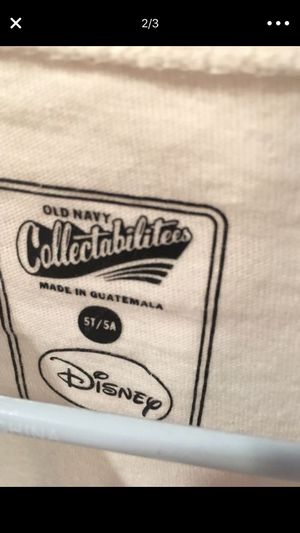 2/3
OLD NAVY
Collectabilitees
MADE IN GUATEMALA
5T/5A
Disney